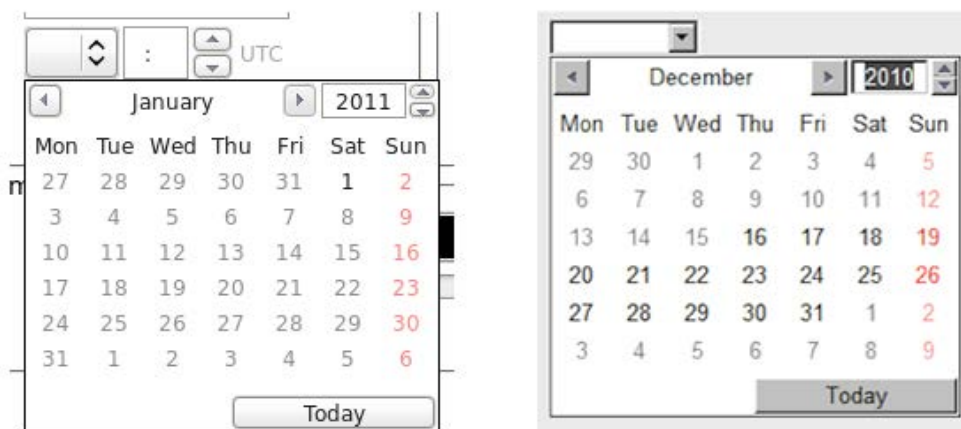 : UTC
January 2011
Mon Tue Wed Thu Fri Sat Sun
27 28 29 30 31 1 2
3 4 5 6 7 8 9
10 11 12 13 14 15 16
17 18 19 20 21 22 23
24 25 26 27 28 29 30
31 1 2 3 4 5 6
Today
December 2010
Mon Tue Wed Thu Fri Sat Sun
29 30 1 2 3 4 5
6 7 8 9 10 11 12
13 14 15 16 17 18 19
20 21 22 23 24 25 26
27 28 29 30 31 1 2
3 4 5 6 7 8 9
Today